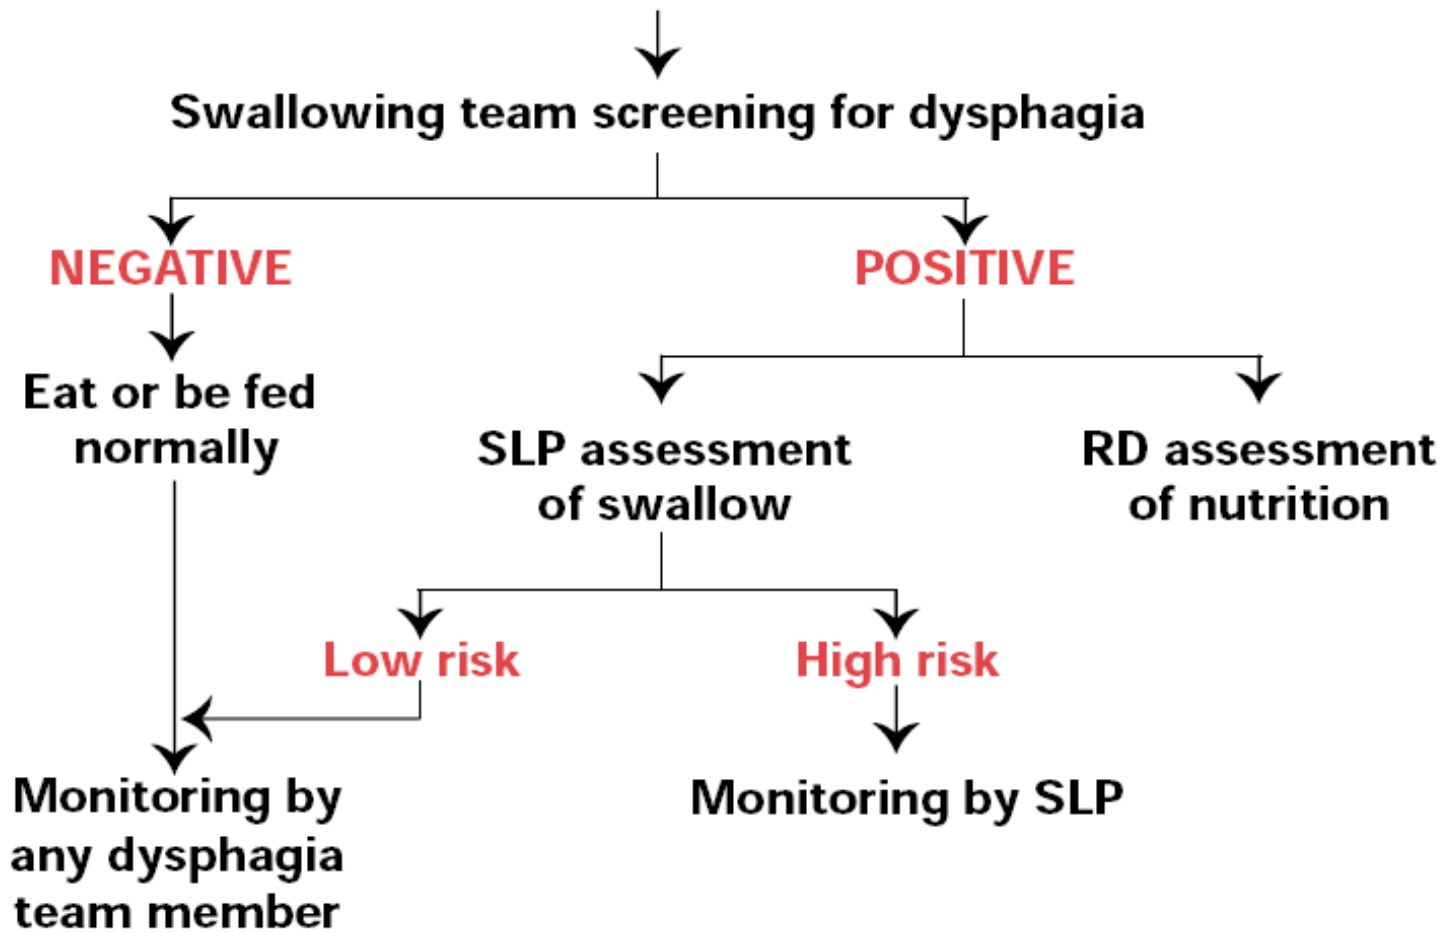 Swallowing team screening for dysphagia
NEGATIVE
POSITIVE
Eat or be fed
normally
SLP assessment
of swallow
RD assessment
of nutrition
Low risk
High risk
Monitoring by
any dysphagia
team member
Monitoring by SLP